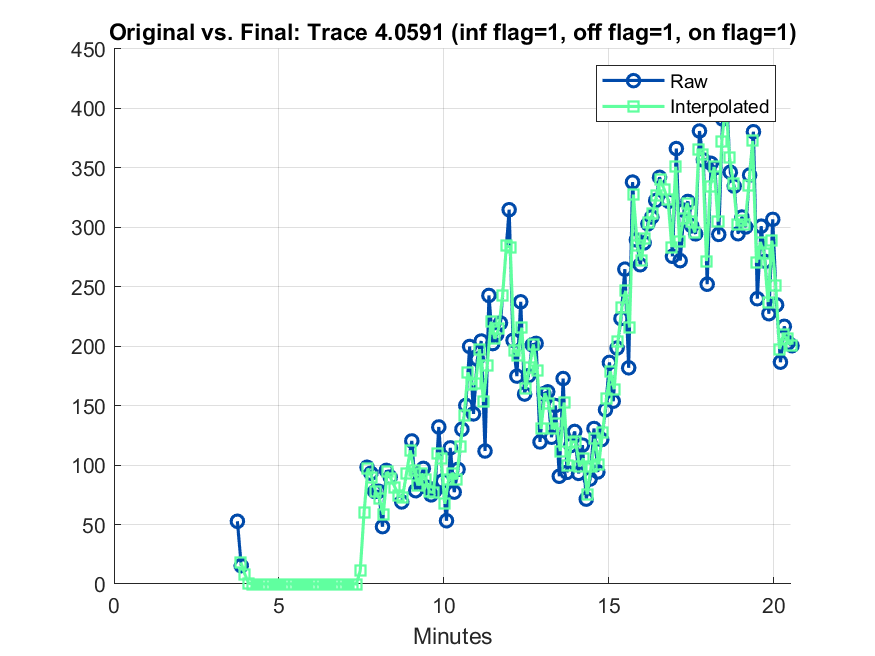 Original vs. Final: Trace 4.0591 (inf flag=1, off flag=1, on flag=1)
450
400
350
300
250
200
150
100
50
0
Raw
Interpolated
0 5 10 15 20
Minutes